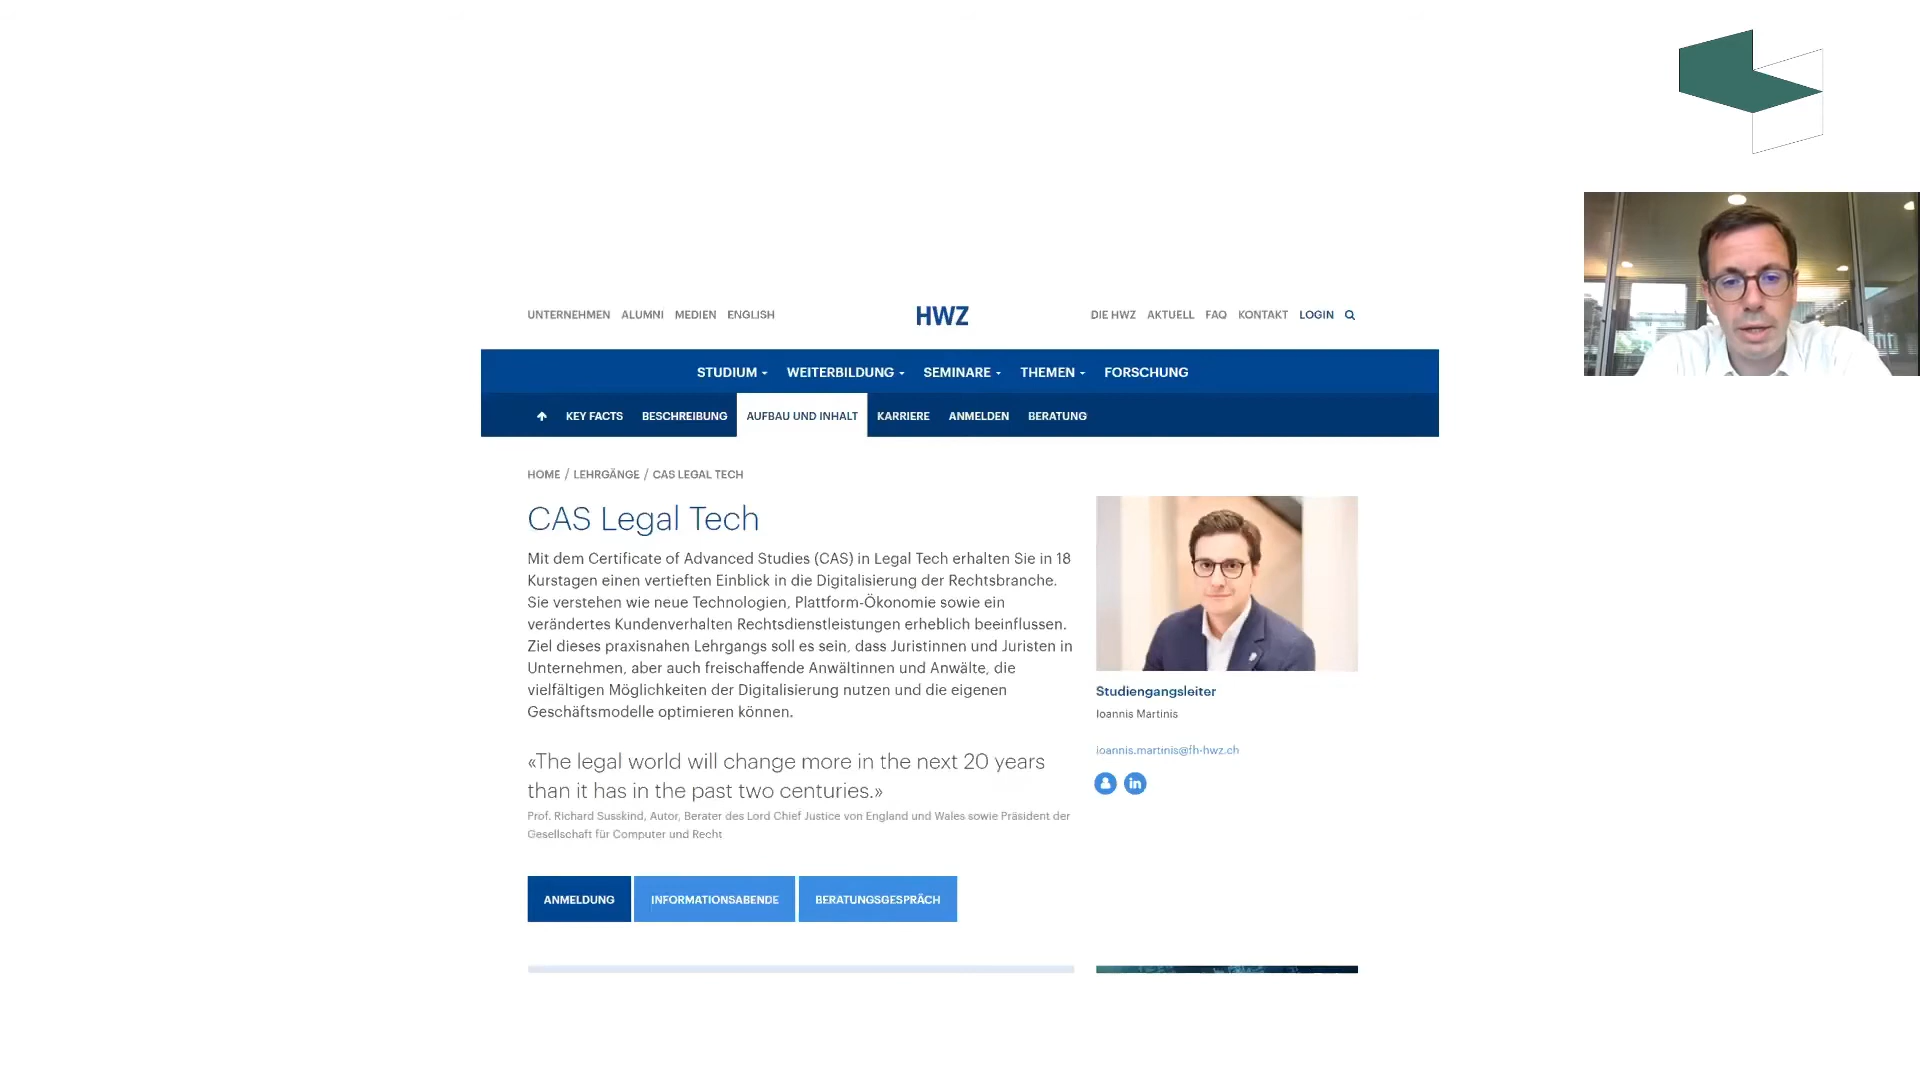 UNTERNEHMEN ALUMNI MEDIEN ENGLISH
HWZ
DIE HWZ AKTUELL FAQ KONTAKT LOGIN
STUDIUM WEITERBILDUNG SEMINARE THEMEN FORSCHUNG
KEY FACTS BESCHREIBUNG AUFBAU UND INHALT KARRIERE ANMELDEN BERATUNG
HOME / LEHRGÄNGE / CAS LEGAL TECH
CAS Legal Tech
Mit dem Certificate of Advanced Studies (CAS) in Legal Tech erhalten Sie in 18
Kurstagen einen vertieften Einblick in die Digitalisierung der Rechtsbranche.
Sie verstehen wie neue Technologien, Plattform-Ökonomie sowie ein
verändertes Kundenverhalten Rechtsdienstleistungen erheblich beeinflussen.
Ziel dieses praxisnahen Lehrgangs soll es sein, dass Juristinnen und Juristen in
Unternehmen, aber auch freischaffende Anwältinnen und Anwälte, die
vielfältigen Möglichkeiten der Digitalisierung nutzen und die eigenen
Geschäftsmodelle optimieren können.
«The legal world will change more in the next 20 years
than it has in the past two centuries.»
Prof. Richard Susskind, Autor, Berater des Lord Chief Justice von England und Wales sowie Präsident der
Gesellschaft für Computer und Recht
ANMELDUNG INFORMATIONSABENDE BERATUNGSGESPRÄCH
Studiengangsleiter
Ioannis Martinis
ioannis.martinis@fh-hwz.ch
in